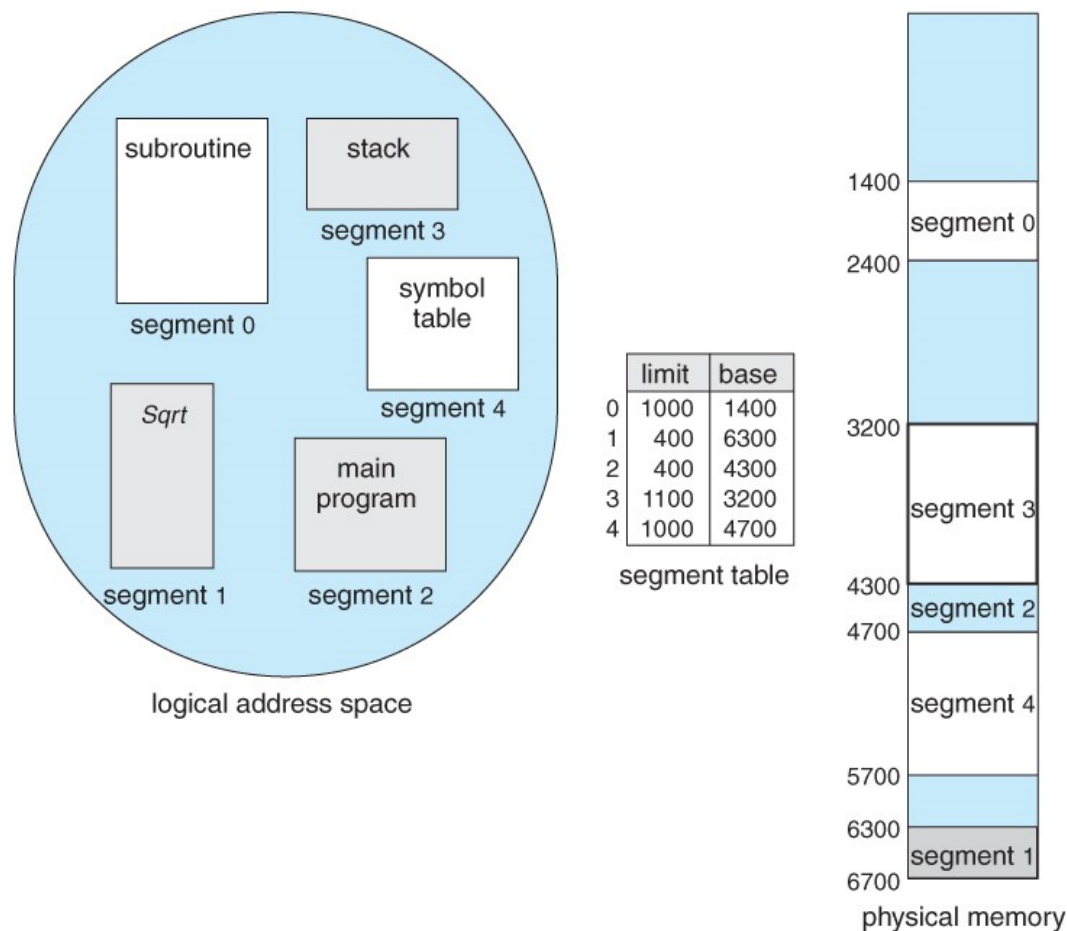 subroutine
segment 0
stack
segment 3
symbol
table
segment 4
Sqrt
segment 1
main
program
segment 2
logical address space
limit base
0 1000 1400
1 400 6300
2 400 4300
3 1100 3200
4 1000 4700
segment table
1400
segment 0
2400
3200
segment 3
4300
segment 2
4700
segment 4
5700
6300
segment 1
6700
physical memory